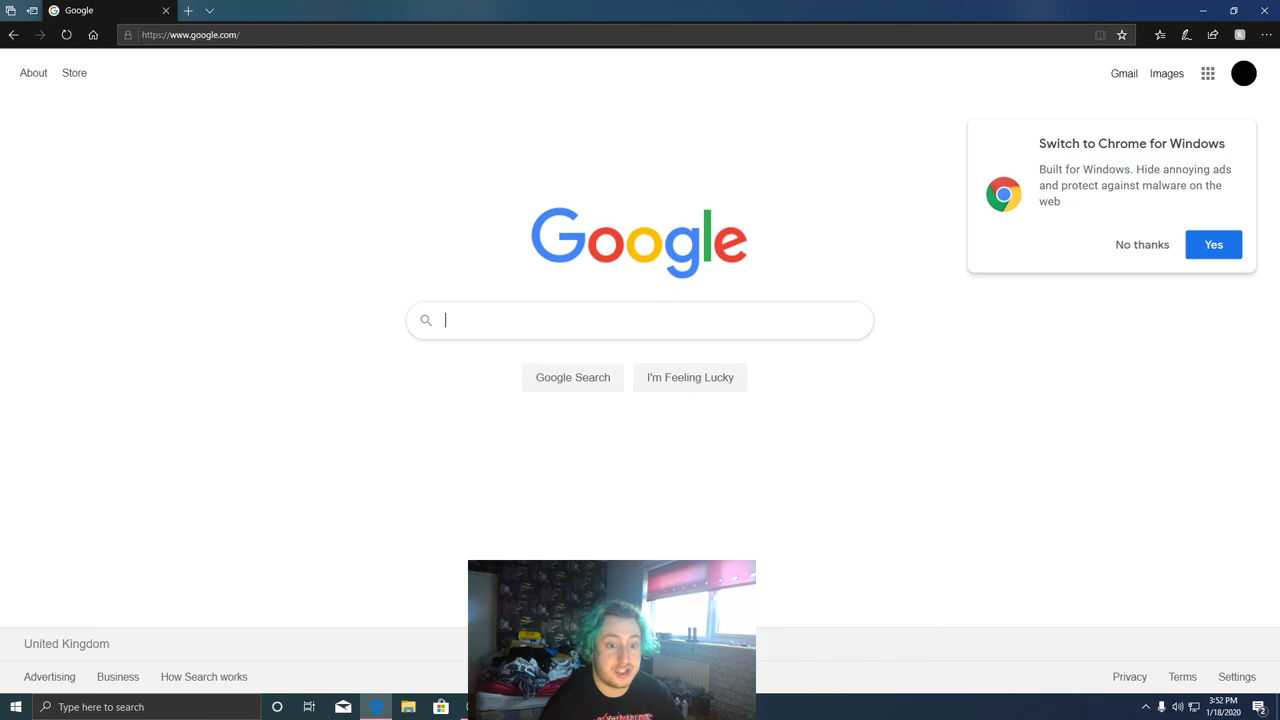 Google
https://www.google.com/
About
Store
Gmail
Images
Switch to Chrome for Windows
Built for Windows. Hide annoying ads
and protect against malware on the
web
No thanks
Yes
Google
Google Search
I'm Feeling Lucky
United Kingdom
Advertising
Business
How Search works
Privacy
Terms
Settings
Type here to search
3:52 PM
1/18/2020
2